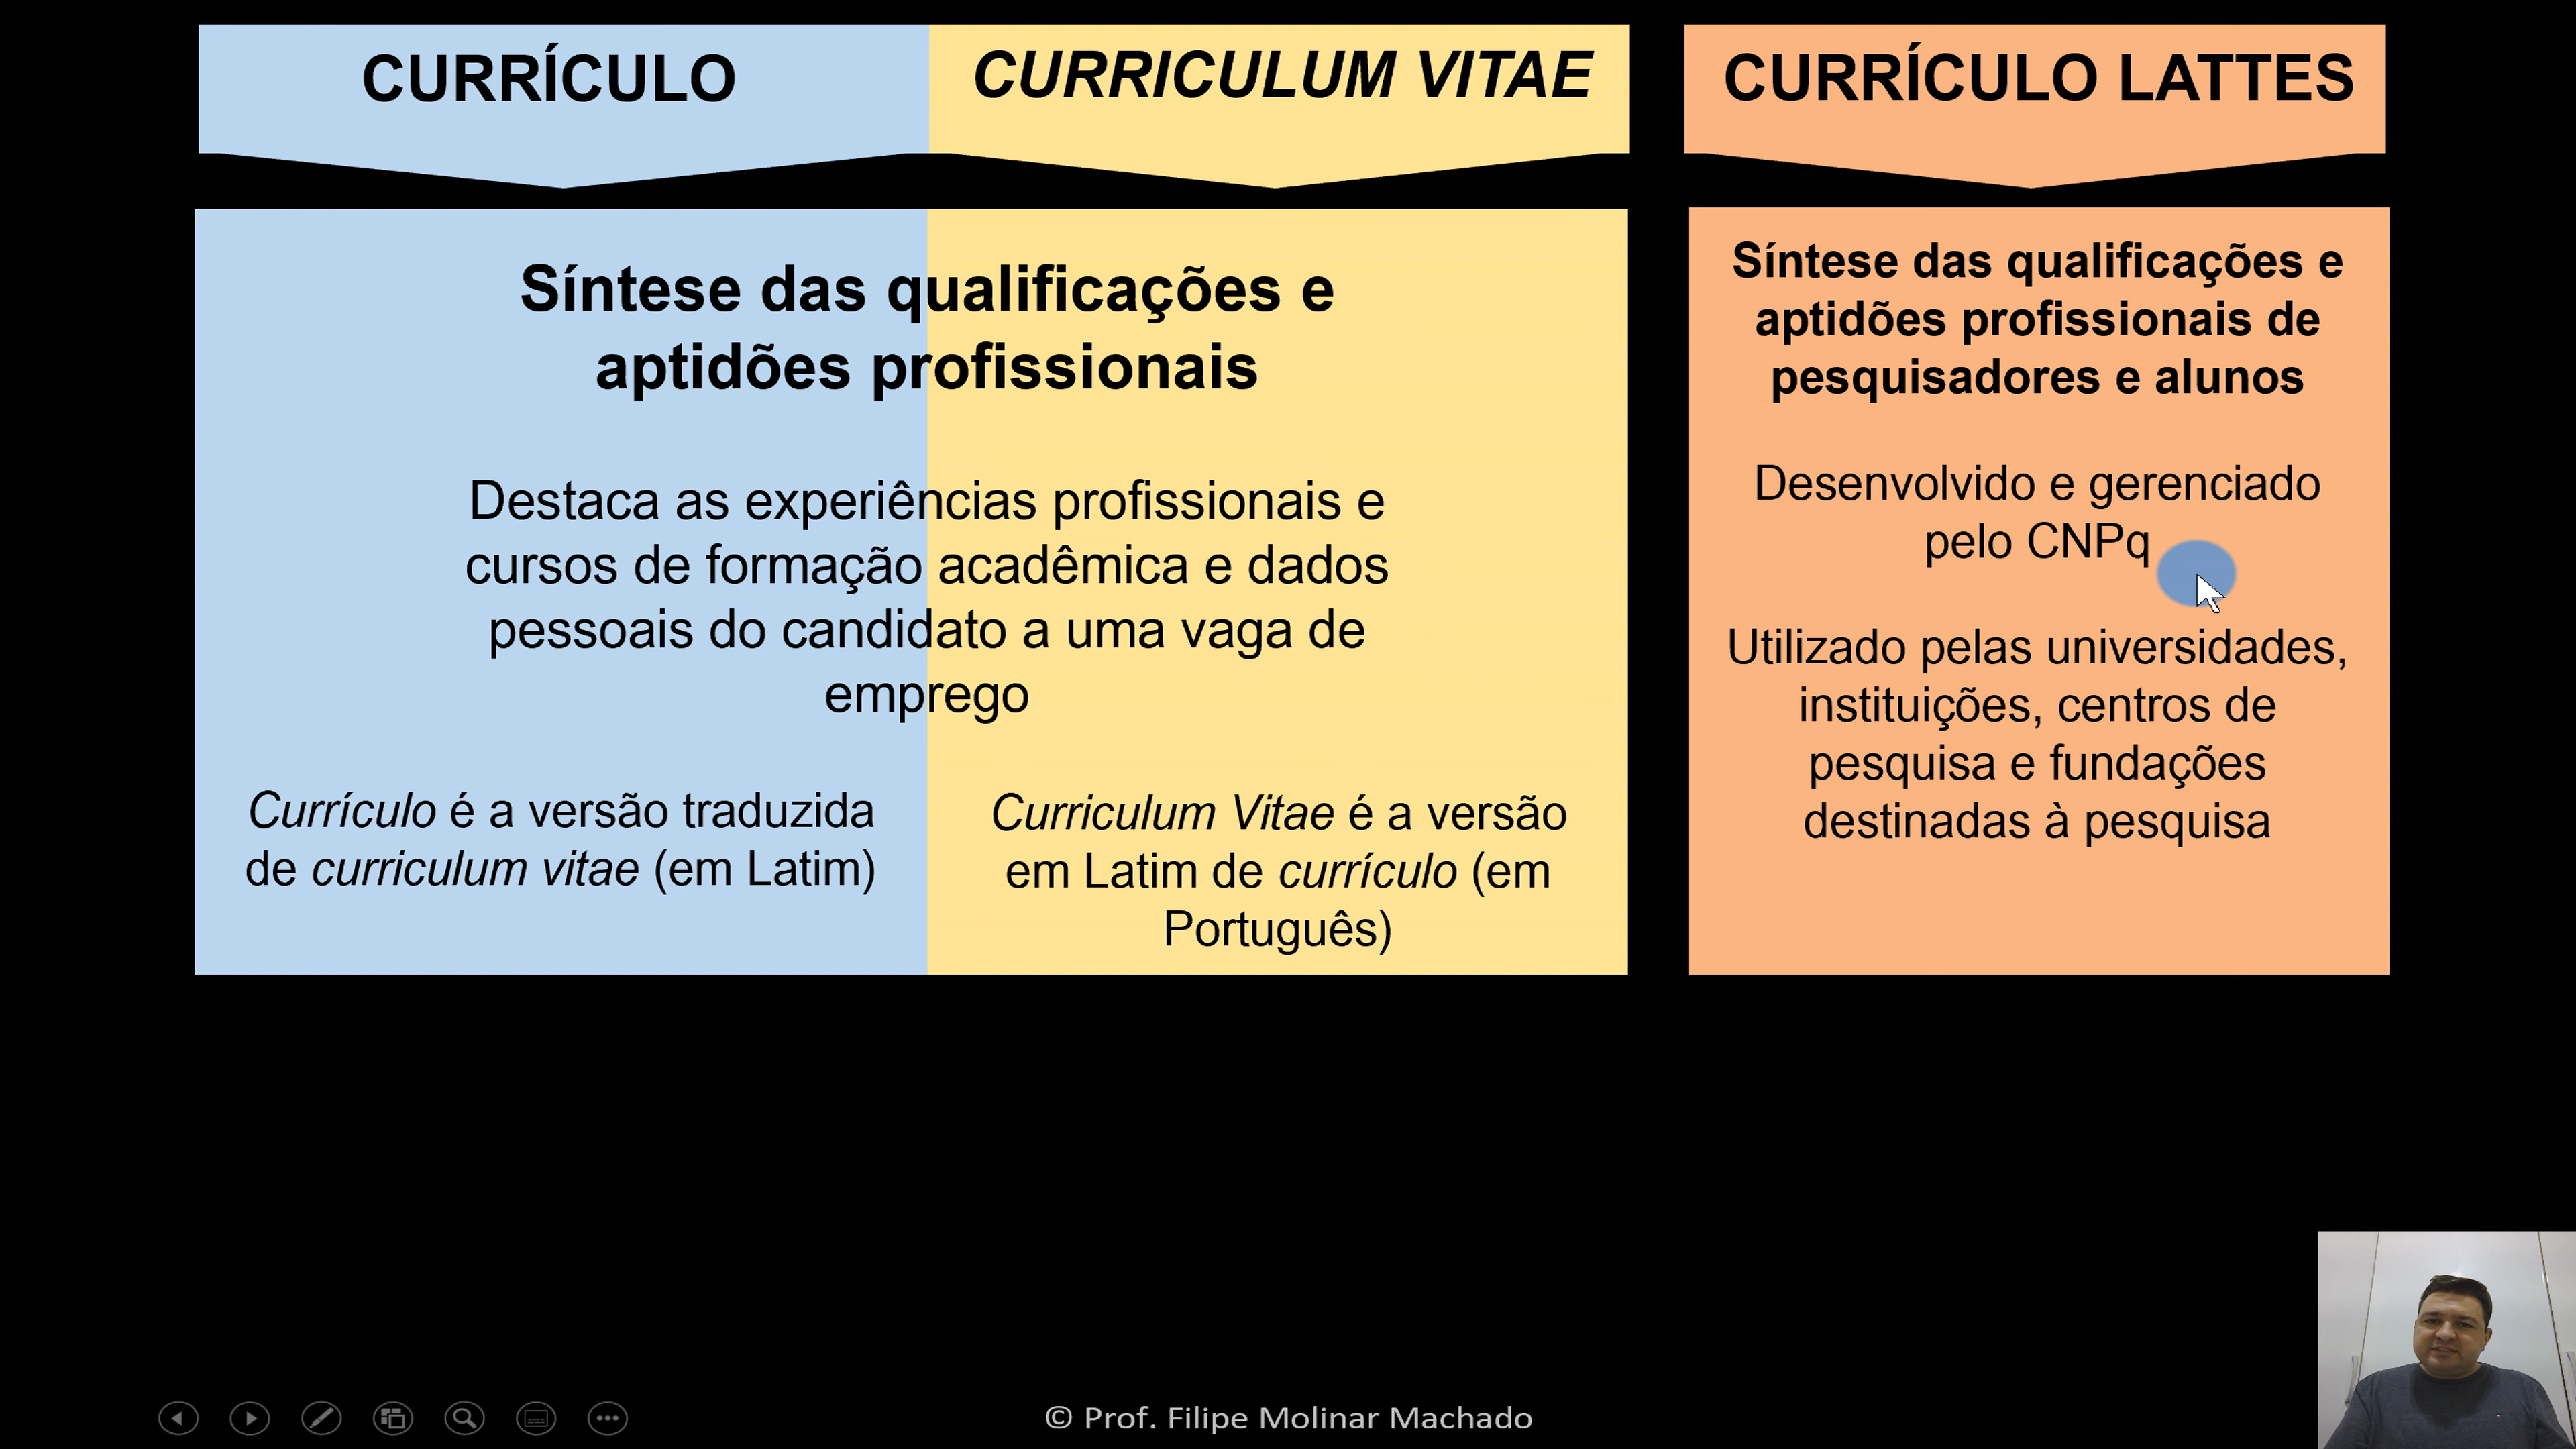 CURRÍCULO
CURRICULUM VITAE
CURRÍCULO LATTES
Síntese das qualificações e
aptidões profissionais
Destaca as experiências profissionais e
cursos de formação acadêmica e dados
pessoais do candidato a uma vaga de
emprego
Currículo é a versão traduzida
de curriculum vitae (em Latim)
Curriculum Vitae é a versão
em Latim de currículo (em
Português)
Síntese das qualificações e
aptidões profissionais de
pesquisadores e alunos
Desenvolvido e gerenciado
pelo CNPq
Utilizado pelas universidades,
instituições, centros de
pesquisa e fundações
destinadas à pesquisa
© Prof. Filipe Molinar Machado